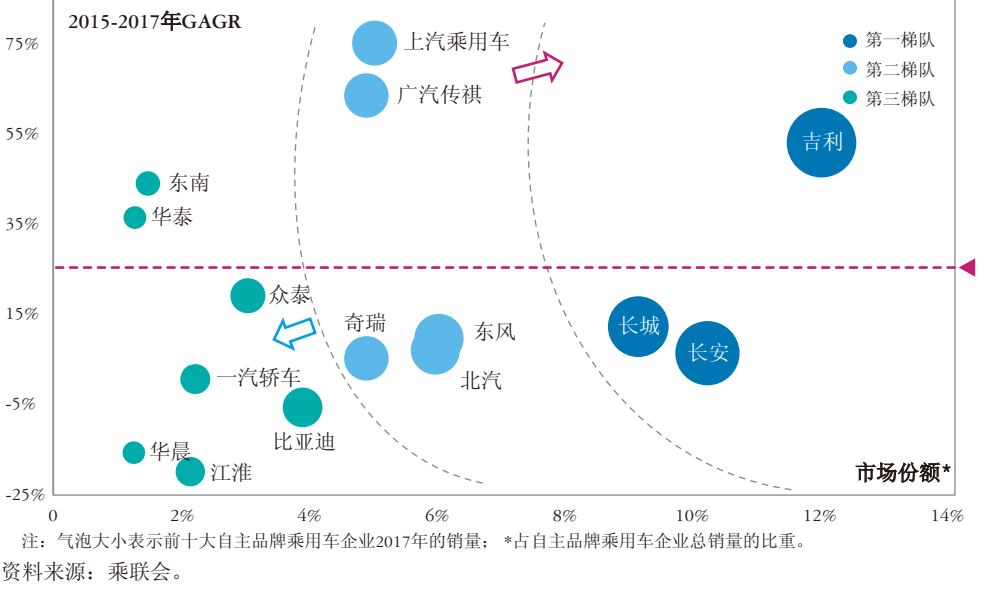 2015-2017年GAGR
75%
上汽乘用车
第一梯队
第二梯队
广汽传祺
第三梯队
55%
吉利
东南
35%
华泰
众泰
15%
奇瑞
长城
东风
长安
一汽轿车
北汽
-5%
比亚迪
华晨
江淮
市场份额*
-25%
0 2% 4% 6% 8% 10% 12% 14%
注：气泡大小表示前十大自主品牌乘用车企业2017年的销量； *占自主品牌乘用车企业总销量的比重。
资料来源：乘联会。